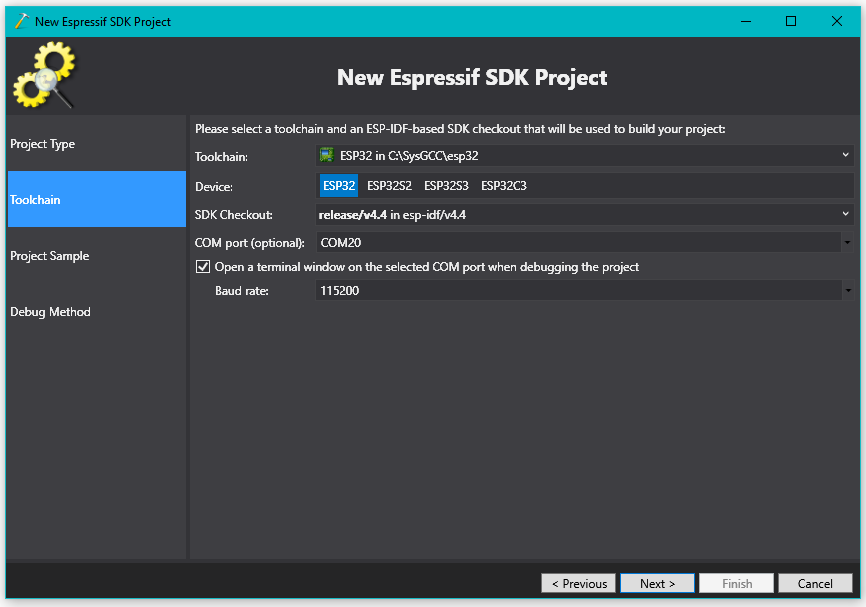 New Espressif SDK Project
New Espressif SDK Project
Project Type
Toolchain
Project Sample
Debug Method
Please select a toolchain and an ESP-IDF-based SDK checkout that will be used to build your project:
Toolchain: ESP32 in C:\SysGCC\esp32
Device: ESP32 ESP32S2 ESP32S3 ESP32C3
SDK Checkout: release/v4.4 in esp-idf/v4.4
COM port (optional): COM20
Open a terminal window on the selected COM port when debugging the project
Baud rate: 115200
< Previous Next > Finish Cancel